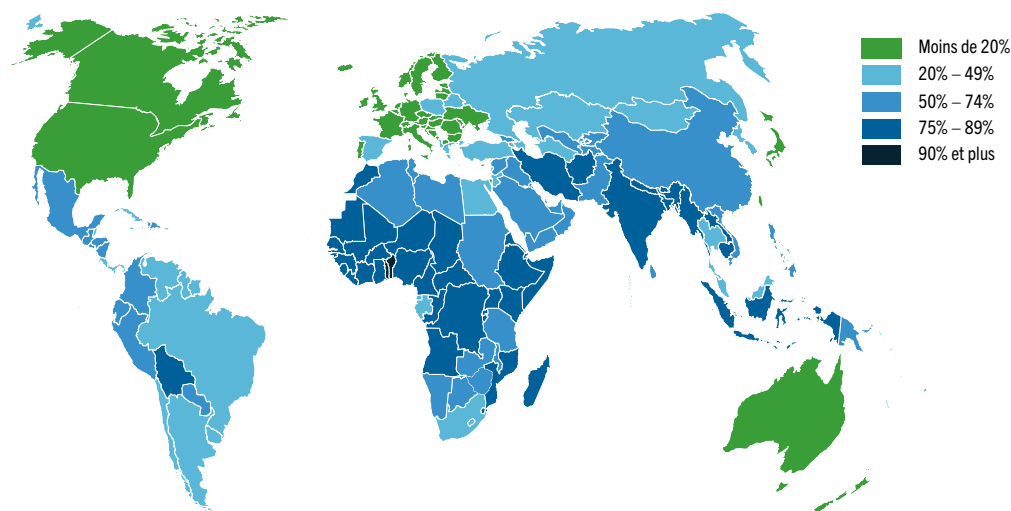 Moins de 20%
20% – 49%
50% – 74%
75% – 89%
90% et plus